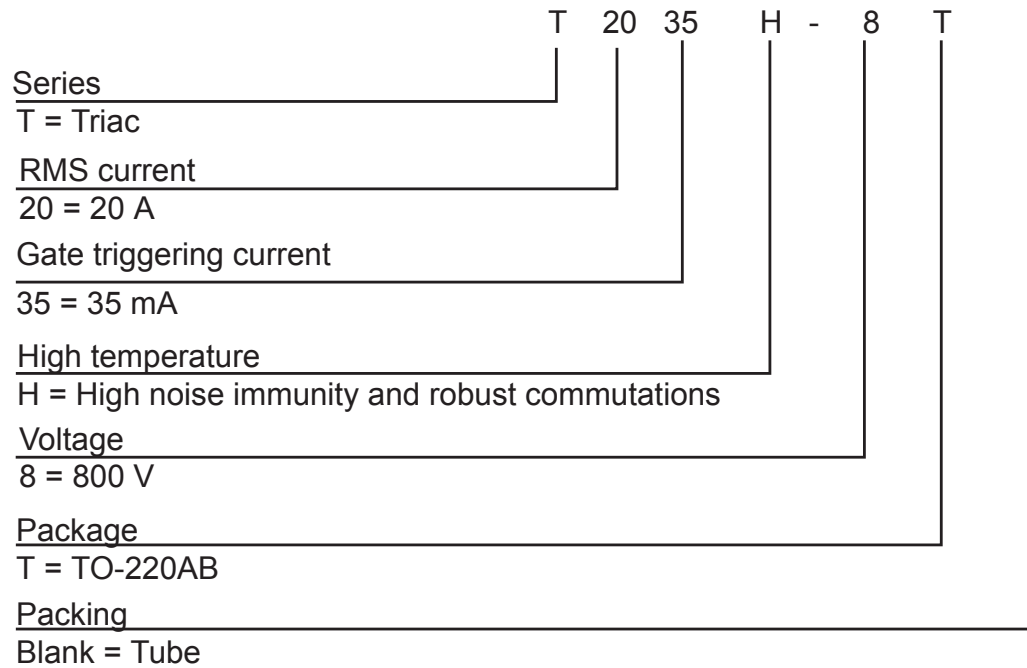 T 20 35 H - 8 T
Series
T = Triac
RMS current
20 = 20 A
Gate triggering current
35 = 35 mA
High temperature
H = High noise immunity and robust commutations
Voltage
8 = 800 V
Package
T = TO-220AB
Packing
Blank = Tube